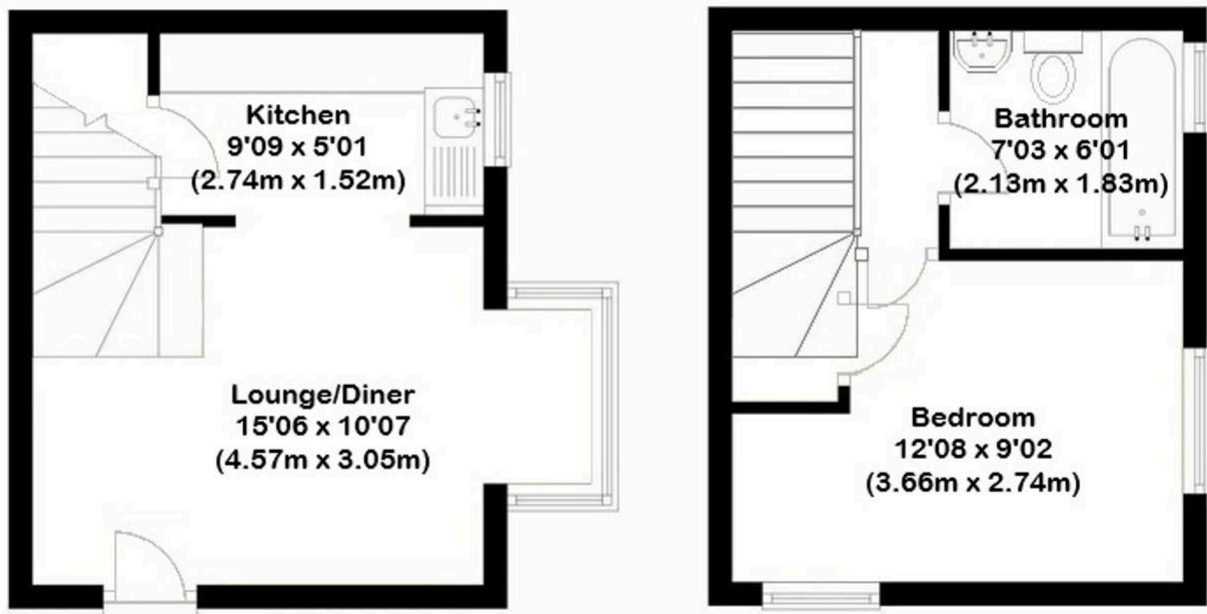 Kitchen
9'09 x 5'01
(2.74m x 1.52m)
Lounge/Diner
15'06 x 10'07
(4.57m x 3.05m)
Bathroom
7'03 x 6'01
(2.13m x 1.83m)
Bedroom
12'08 x 9'02
(3.66m x 2.74m)